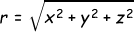 r = √(x² + y² + z²)